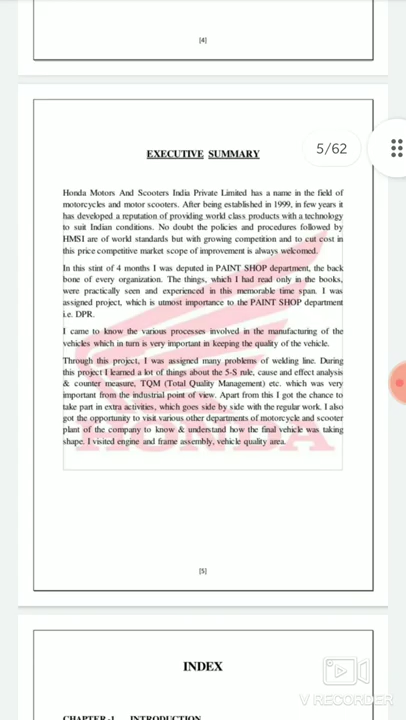 [4]
EXECUTIVE SUMMARY
5/62
Honda Motors And Scooters India Private Limited has a name in the field of
motorcycles and motor scooters. After being established in 1999, in few years it
has developed a reputation of providing world class products with a technology
to suit Indian conditions. No doubt the policies and procedures followed by
HMSI are of world standards but with growing competition and to cut cost in
this price competitive market scope of improvement is always welcomed.
In this stint of 4 months I was deputed in PAINT SHOP department, the back
bone of every organization. The things, which I had read only in the books,
were practically seen and experienced in this memorable time span. I was
assigned project, which is utmost importance to the PAINT SHOP department
i.e. DPR.
I came to know the various processes involved in the manufacturing of the
vehicles which in turn is very important in keeping the quality of the vehicle.
Through this project, I was assigned many problems of welding line. During
this project I learned a lot of things about the 5-S rule, cause and effect analysis
& counter measure, TQM (Total Quality Management) etc. which was very
important from the industrial point of view. Apart from this I got the chance to
take part in extra activities, which goes side by side with the regular work. I also
got the opportunity to visit various other departments of motorcycle and scooter
plant of the company to know & understand how the final vehicle was taking
shape. I visited engine and frame assembly, vehicle quality area.
HONDA
[5]
INDEX
V RECORDER
CHAPTER-1 INTRODUCTION